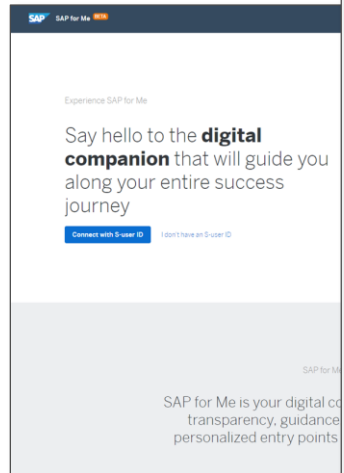 SAP SAP for Me BETA
Experience SAP for Me
Say hello to the digital
companion that will guide you
along your entire success
journey
Connect with S-user ID I don't have an S-user ID
SAP for Me
SAP for Me is your digital
transparency, guidance
personalized entry points